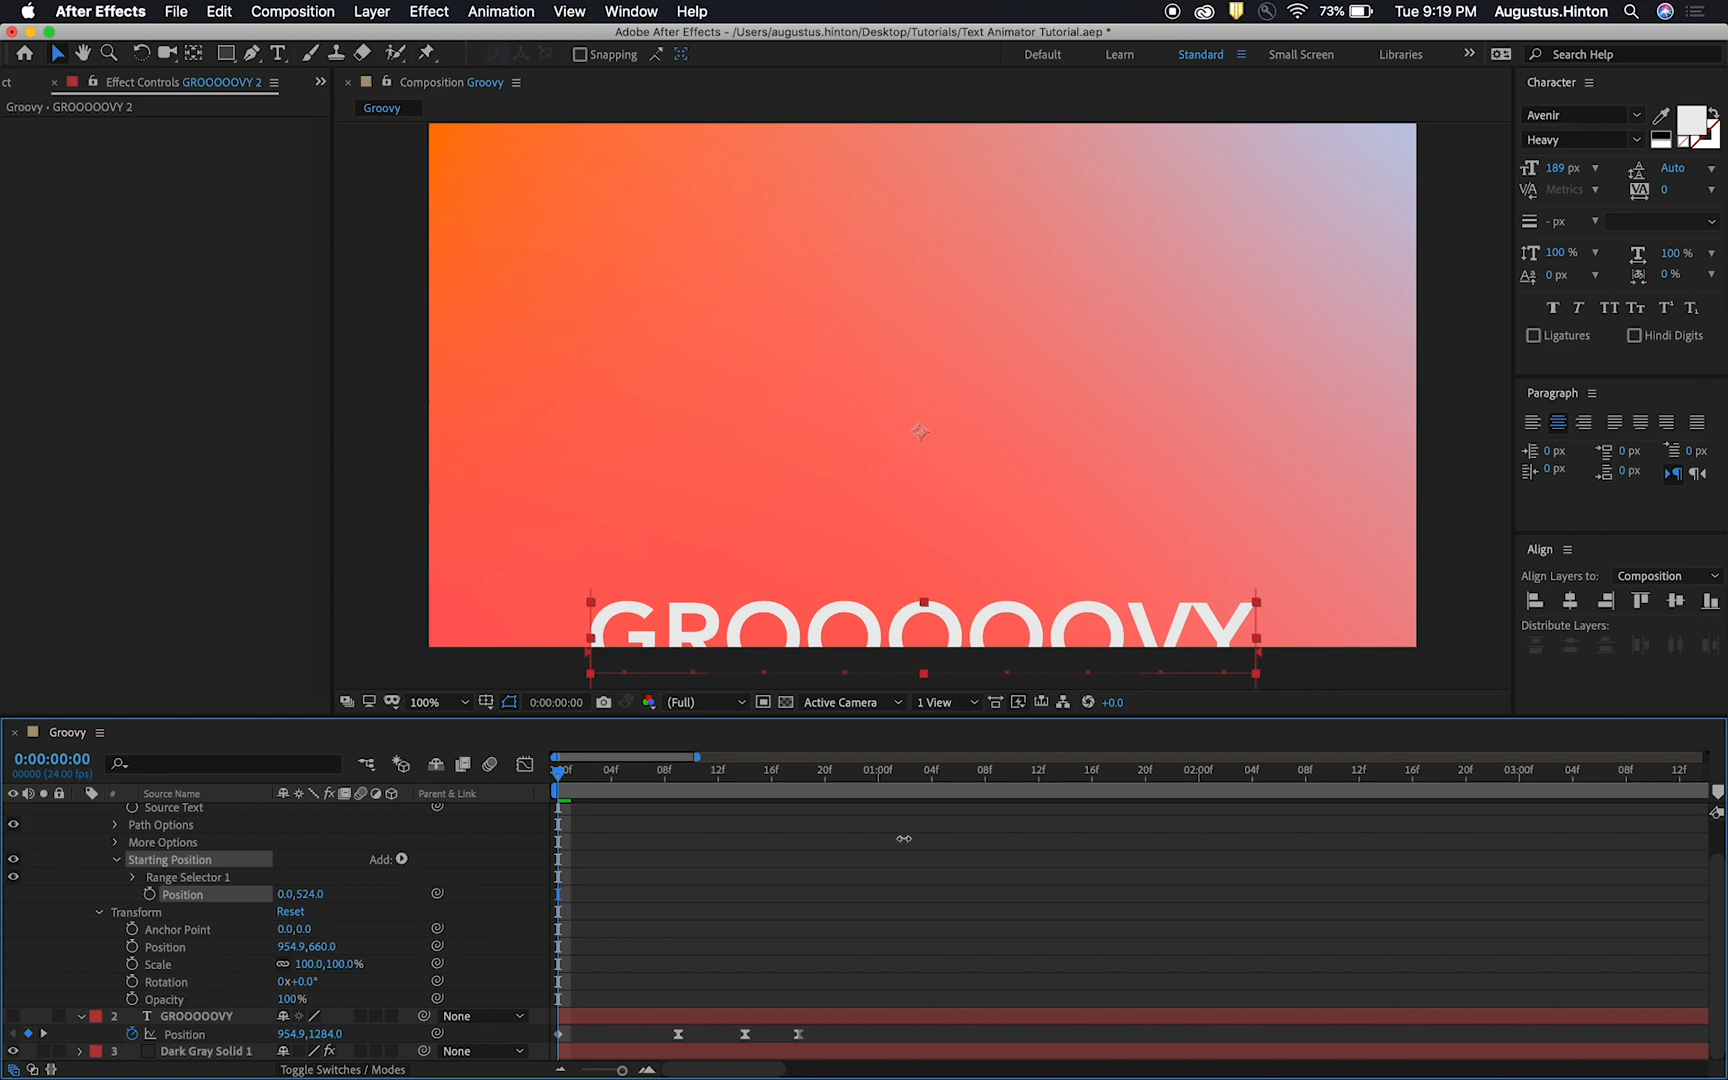 After Effects File Edit Composition Layer Effect Animation View Window Help 73% Tue 9:19 PM Augustus.Hinton
Adobe After Effects - /Users/augustus.hinton/Desktop/Tutorials/Text Animator Tutorial.aep *
Snapping Default Learn Standard Small Screen Libraries Search Help
ct Effect Controls GROOOOOVY 2 Composition Groovy Character
Groovy • GROOOOOVY 2 Groovy
Avenir
Heavy
189 px Auto
Metrics 0
- px
100 % 100 %
0 px 0 %
Ligatures Hindi Digits
Paragraph
0 px 0 px 0 px
0 px 0 px
Align
Align Layers to: Composition
Distribute Layers:
GROOOOOVY
100% 0:00:00:00 (Full) Active Camera 1 View +0.0
Groovy
0:00:00:00
00000 (24.00 fps)
:00f 04f 08f 12f 16f 20f 01:00f 04f 08f 12f 16f 20f 02:00f 04f 08f 12f 16f 20f 03:00f 04f 08f 12f
# Source Name Parent & Link
Source Text
Path Options
More Options
Starting Position Add:
Range Selector 1
Position 0.0,524.0
Transform Reset
Anchor Point 0.0,0.0
Position 954.9,660.0
Scale 100.0,100.0%
Rotation 0x+0.0°
Opacity 100%
2 T GROOOOOVY None
Position 954.9,1284.0
3 Dark Gray Solid 1 None
Toggle Switches / Modes